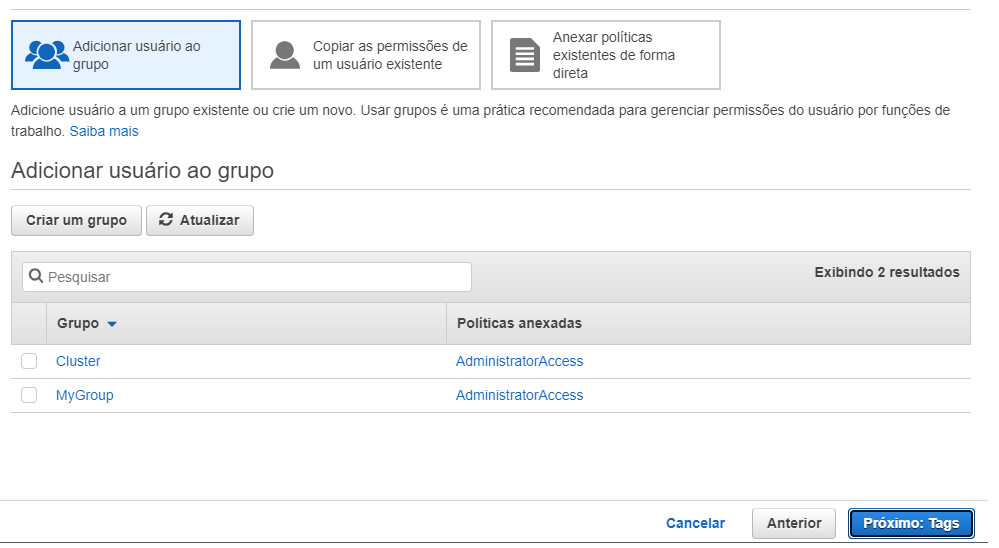 Adicionar usuário ao
grupo
Copiar as permissões de
um usuário existente
Anexar políticas
existentes de forma
direta
Adicione usuário a um grupo existente ou crie um novo. Usar grupos é uma prática recomendada para gerenciar permissões do usuário por funções de
trabalho. Saiba mais
Adicionar usuário ao grupo
Criar um grupo Atualizar
Pesquisar Exibindo 2 resultados
Grupo Políticas anexadas
Cluster AdministratorAccess
MyGroup AdministratorAccess
Cancelar Anterior Próximo: Tags